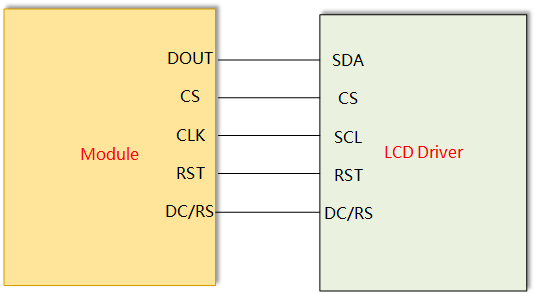 DOUT SDA
CS CS
CLK SCL
Module LCD Driver
RST RST
DC/RS DC/RS